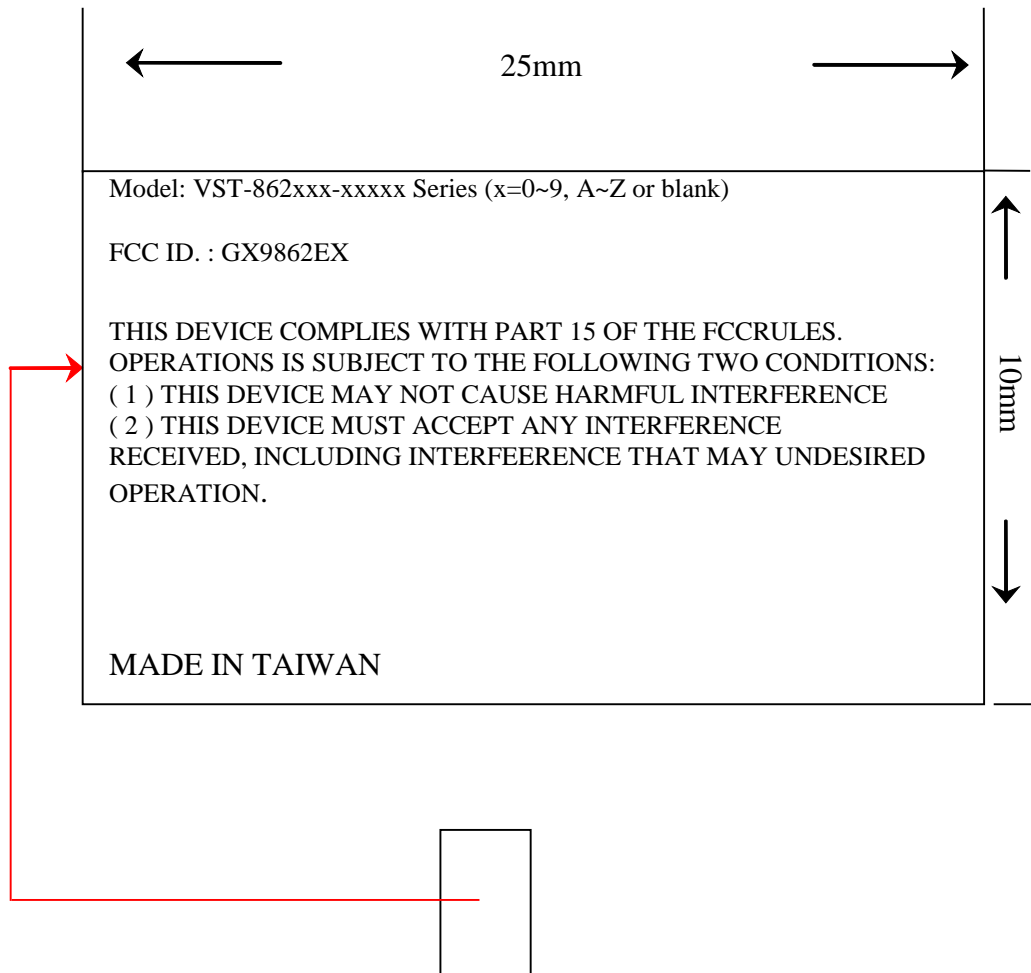 25mm
Model: VST-862xxx-xxxxx Series (x=0~9, A~Z or blank)
FCC ID. : GX9862EX
THIS DEVICE COMPLIES WITH PART 15 OF THE FCCRULES.
OPERATIONS IS SUBJECT TO THE FOLLOWING TWO CONDITIONS:
( 1 ) THIS DEVICE MAY NOT CAUSE HARMFUL INTERFERENCE
( 2 ) THIS DEVICE MUST ACCEPT ANY INTERFERENCE
RECEIVED, INCLUDING INTERFEERENCE THAT MAY UNDESIRED
OPERATION.
10mm
MADE IN TAIWAN